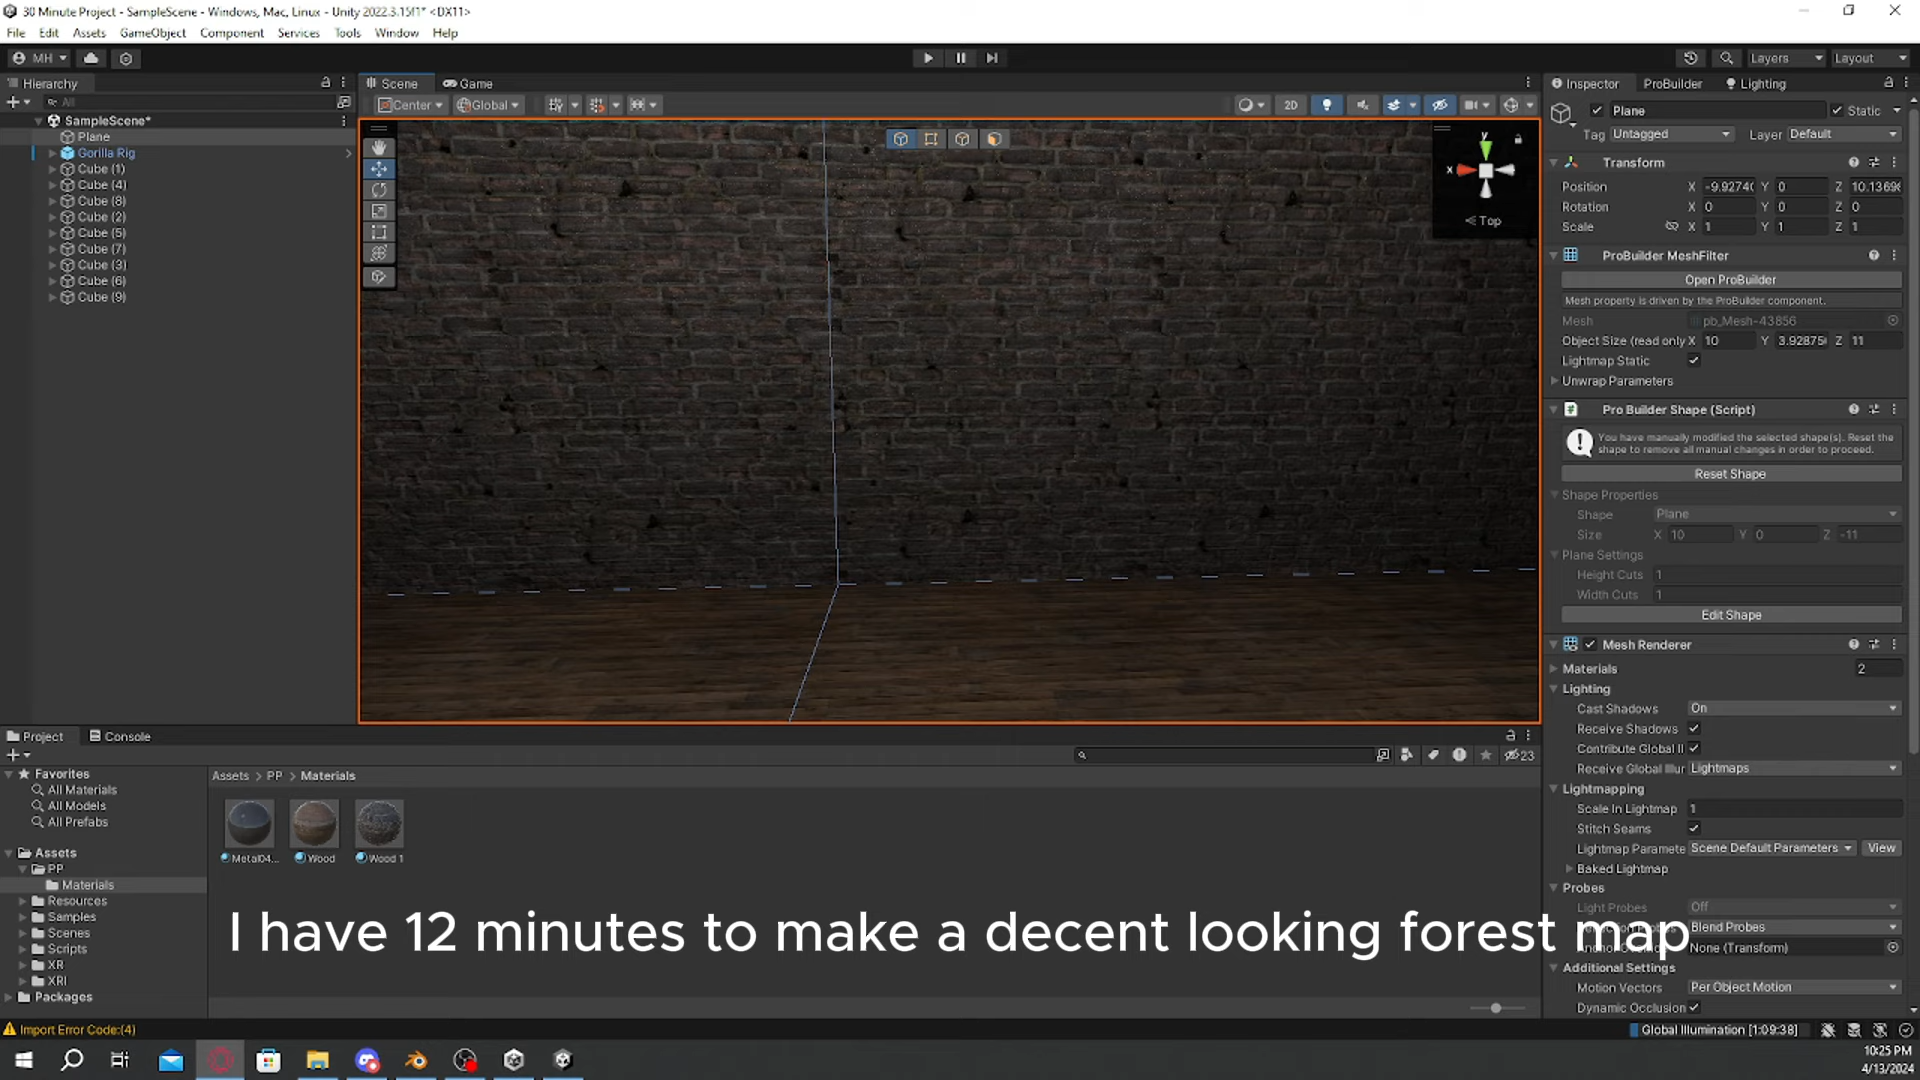 30 Minute Project - SampleScene - Windows, Mac, Linux - Unity 2022.3.15f1* <DX11>
File Edit Assets GameObject Component Services Tools Window Help
MH Layers Layout
Hierarchy Scene Game Inspector ProBuilder Lighting
All Center Global 2D Plane Static
SampleScene*
Tag Untagged Layer Default
Plane
Gorilla Rig
Cube (1)
Cube (4)
Cube (8)
Cube (2)
Cube (5)
Cube (7)
Cube (3)
Cube (6)
Cube (9)
y
x
Top
Transform
Position X -9.9274( Y 0 Z 10.1369
Rotation X 0 Y 0 Z 0
Scale X 1 Y 1 Z 1
ProBuilder MeshFilter
Open ProBuilder
Mesh property is driven by the ProBuilder component.
Mesh pb_Mesh-43856
Object Size (read only X 10 Y 3.92875 Z 11
Lightmap Static
Unwrap Parameters
Pro Builder Shape (Script)
You have manually modified the selected shape(s). Reset the
shape to remove all manual changes in order to proceed.
Reset Shape
Shape Properties
Shape Plane
Size X 10 Y 0 Z -11
Plane Settings
Height Cuts 1
Width Cuts 1
Edit Shape
Mesh Renderer
Materials 2
Lighting
Cast Shadows On
Receive Shadows
Contribute Global Il
Receive Global Illur Lightmaps
Lightmapping
Scale In Lightmap 1
Stitch Seams
Lightmap Paramete Scene Default Parameters View
Baked Lightmap
Probes
Light Probes Off
Blend Probes
None (Transform)
Additional Settings
Motion Vectors Per Object Motion
Dynamic Occlusion
Project Console
23
Favorites
All Materials
All Models
All Prefabs
Assets
PP
Materials
Resources
Samples
Scenes
Scripts
XR
XRI
Packages
Assets > PP > Materials
Metal04... Wood Wood 1
I have 12 minutes to make a decent looking forest map
Import Error Code:(4) Global Illumination [1:09:38]
10:25 PM
4/13/2024